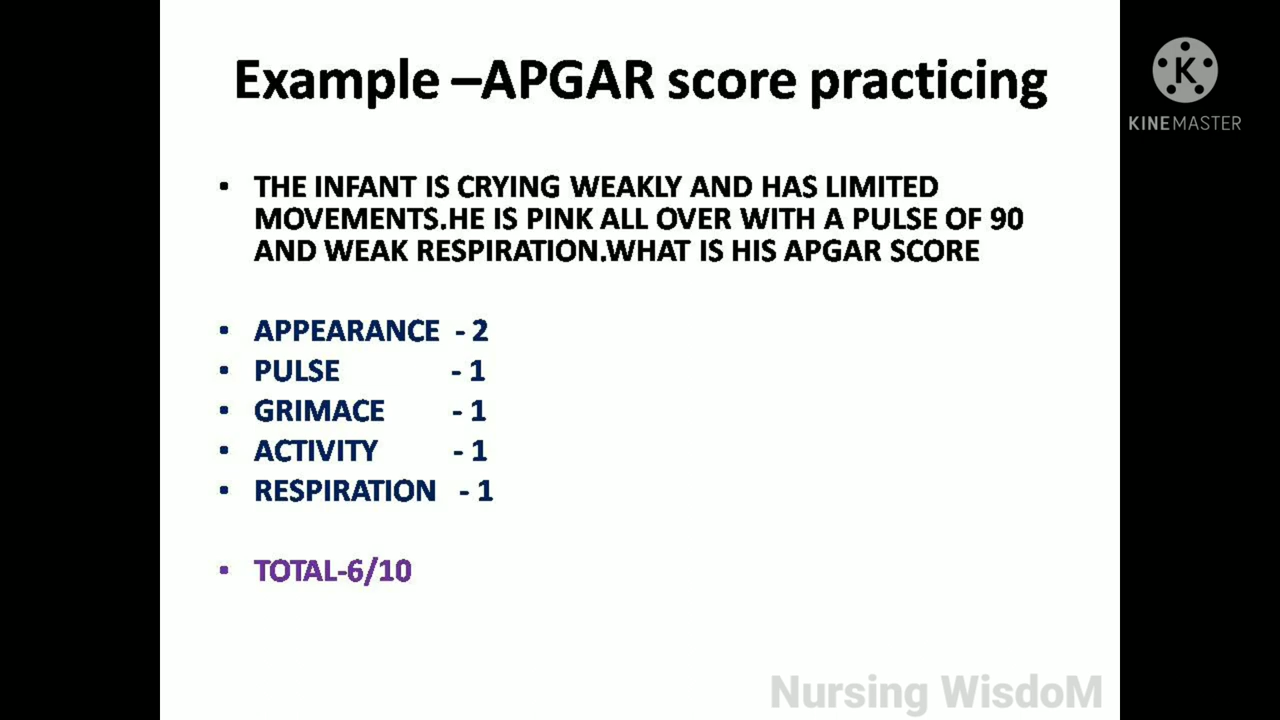 Example –APGAR score practicing
K
KINEMASTER
• THE INFANT IS CRYING WEAKLY AND HAS LIMITED
MOVEMENTS.HE IS PINK ALL OVER WITH A PULSE OF 90
AND WEAK RESPIRATION.WHAT IS HIS APGAR SCORE
• APPEARANCE - 2
• PULSE - 1
• GRIMACE - 1
• ACTIVITY - 1
• RESPIRATION - 1
• TOTAL-6/10
Nursing WisdoM